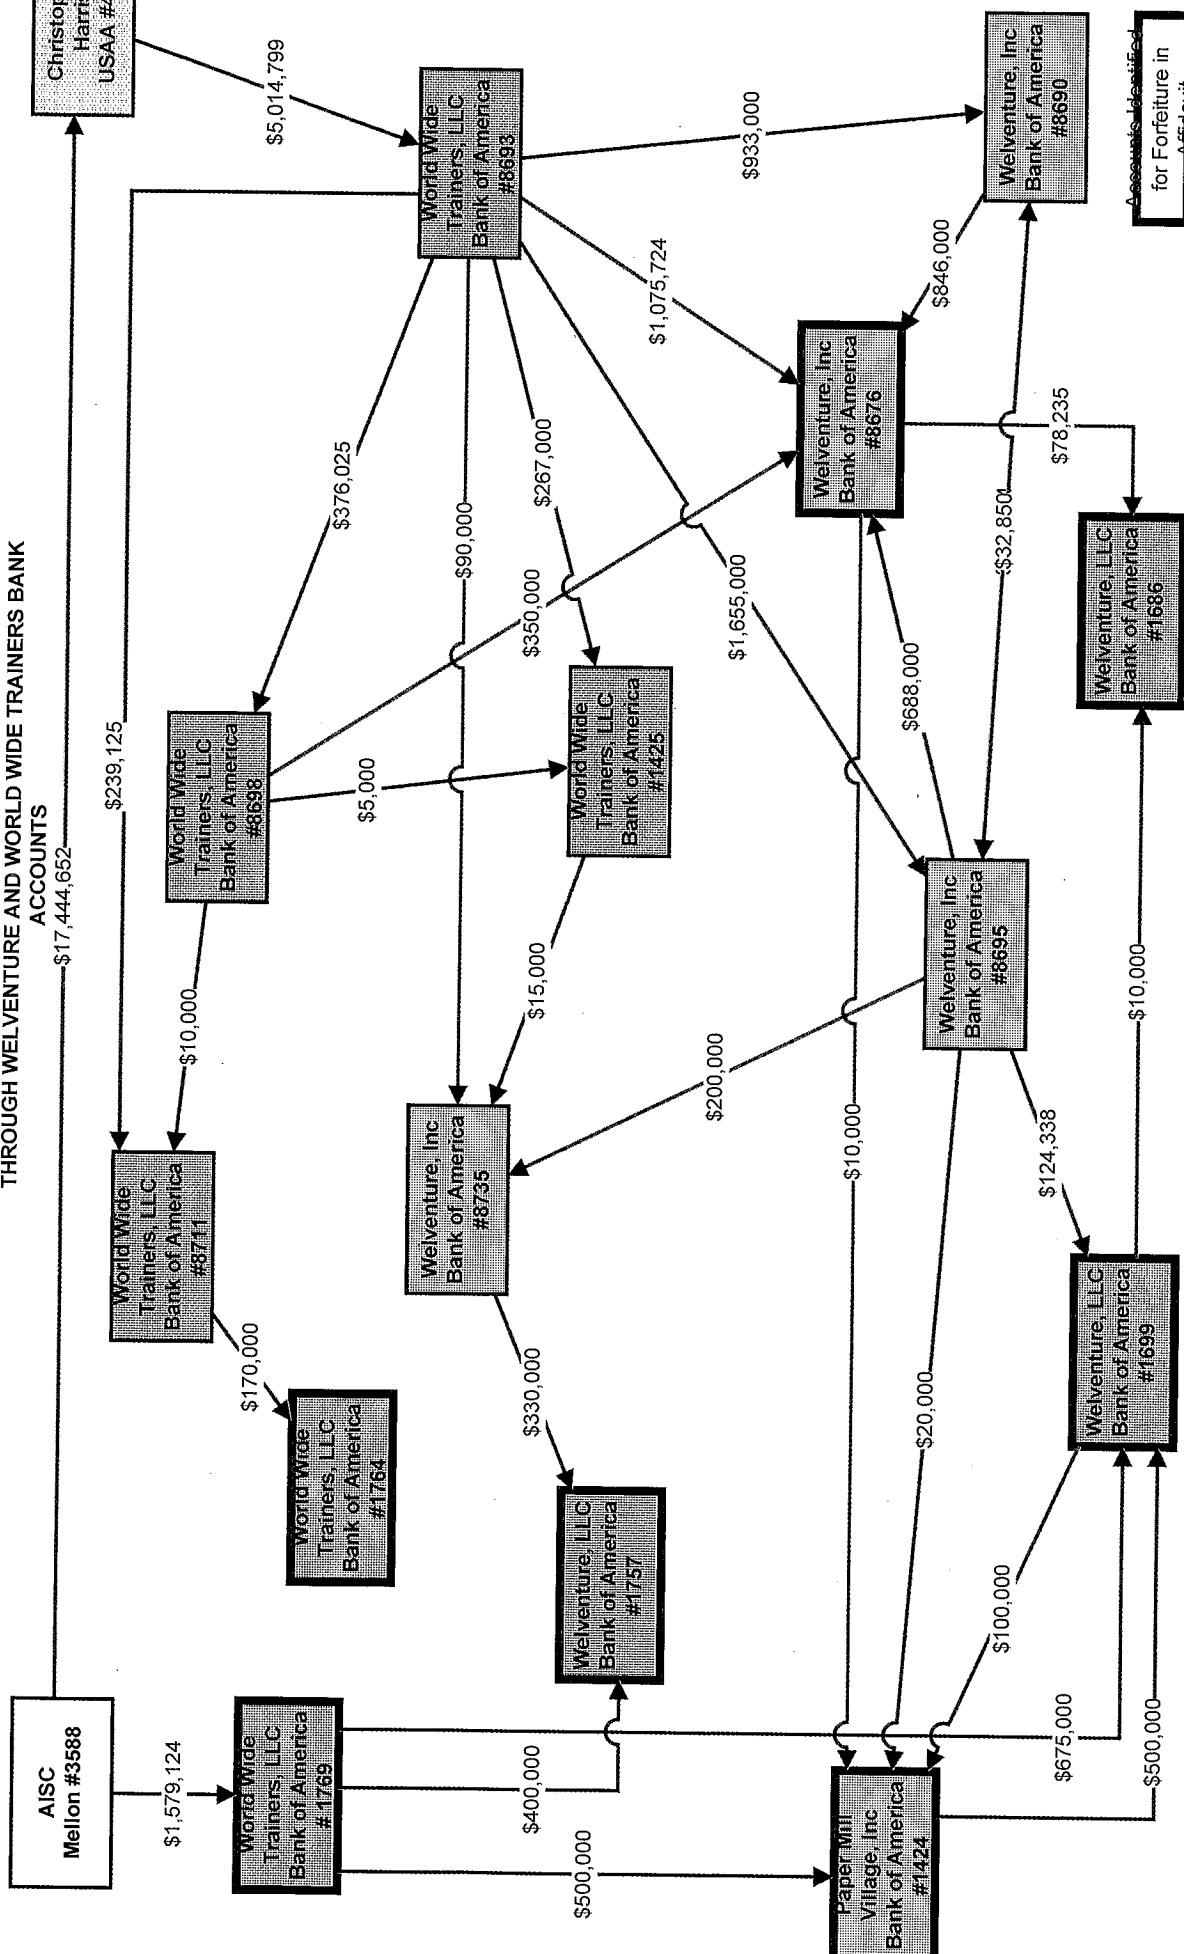 THROUGH WELVENTURE AND WORLD WIDE TRAINERS BANK
ACCOUNTS
$17,444,652
AISC
Mellon #3588
$1,579,124
World Wide
Trainers, LLC
Bank of America
#1769
$500,000
$400,000
$675,000
Paper Mill
Village, Inc
Bank of America
#1424
$500,000
World Wide
Trainers, LLC
Bank of America
#8711
$170,000
World Wide
Trainers, LLC
Bank of America
#1764
$239,125
$10,000
World Wide
Trainers, LLC
Bank of America
#8698
$376,025
$350,000
$5,000
$90,000
$267,000
World Wide
Trainers, LLC
Bank of America
#1425
$15,000
Welventure, Inc
Bank of America
#8735
$330,000
Welventure, LLC
Bank of America
#1757
$200,000
$10,000
$20,000
$100,000
Welventure, LLC
Bank of America
#1699
$124,338
Welventure, Inc
Bank of America
#8695
$688,000
$1,655,000
$10,000
Welventure, LLC
Bank of America
#1686
$78,235
$32,850
Welventure, Inc
Bank of America
#8676
$1,075,724
$846,000
$933,000
Welventure, Inc
Bank of America
#8690
World Wide
Trainers, LLC
Bank of America
#8693
$5,014,799
Christop
Harris
USAA #4
Accounts Identified
for Forfeiture in
Affidavit